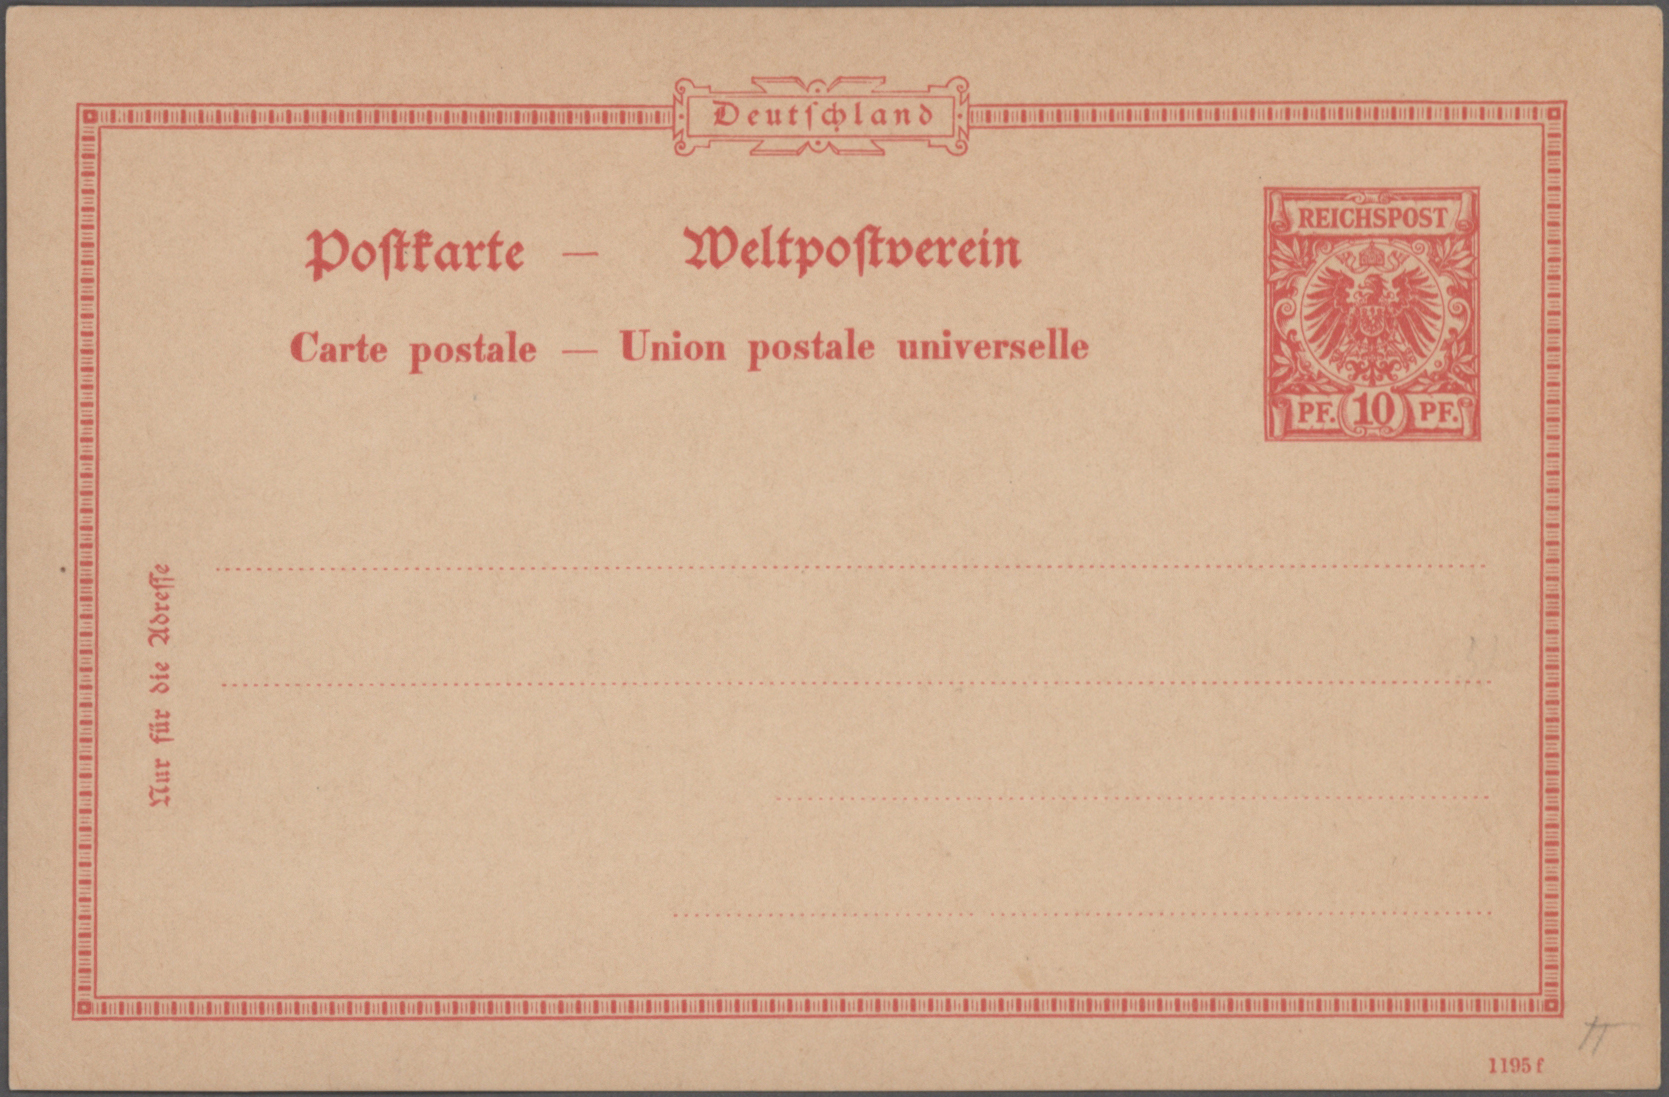 Deutſchland
REICHSPOST
Poſtkarte — Weltpoſtverein
Carte postale — Union postale universelle
PF. 10 PF.
Nur für die Adreſſe
1195 f